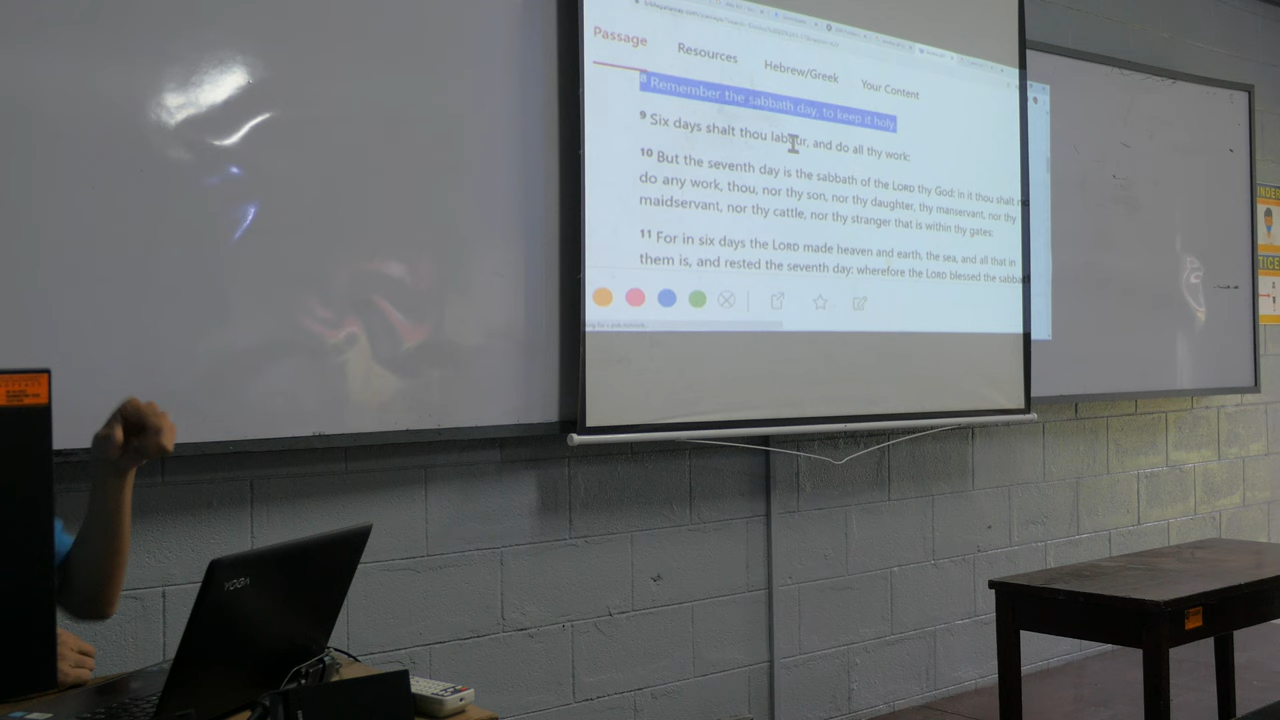 Passage Resources Hebrew/Greek Your Content
8 Remember the sabbath day, to keep it holy.
9 Six days shalt thou labour, and do all thy work:
10 But the seventh day is the sabbath of the LORD thy God: in it thou shalt
do any work, thou, nor thy son, nor thy daughter, thy manservant, nor thy
maidservant, nor thy cattle, nor thy stranger that is within thy gates:
11 For in six days the LORD made heaven and earth, the sea, and all that in
them is, and rested the seventh day: wherefore the LORD blessed the
YOGA